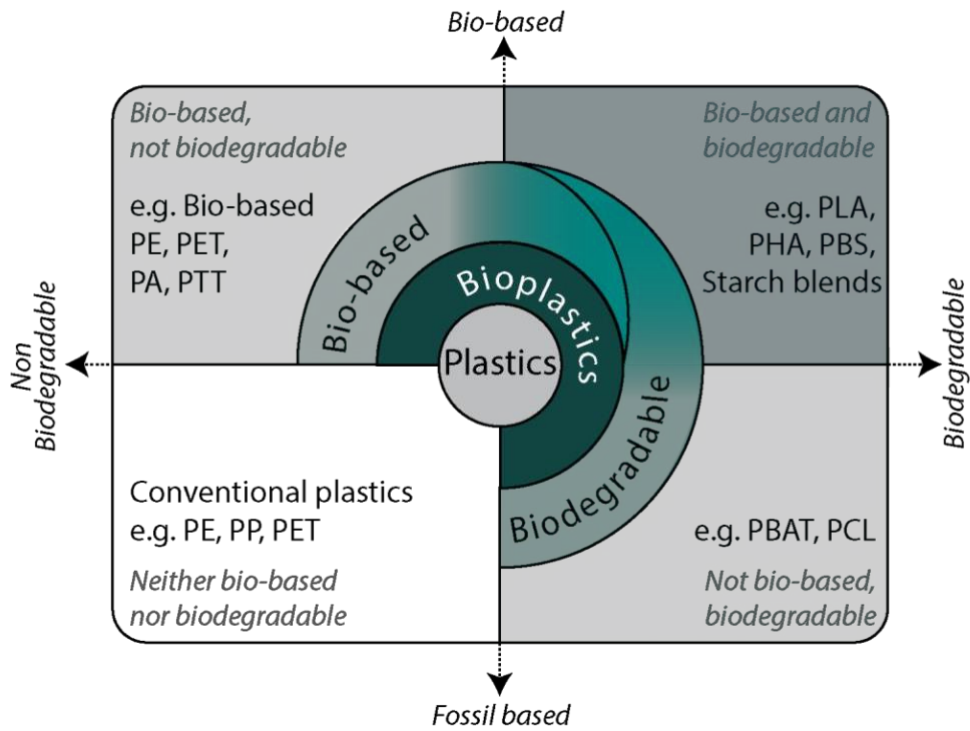 Bio-based
Bio-based,
not biodegradable
e.g. Bio-based
PE, PET,
PA, PTT
Bio-based and
biodegradable
e.g. PLA,
PHA, PBS,
Starch blends
Bio-based
Bioplastics
Plastics
Biodegradable
Non
Biodegradable
Biodegradable
Conventional plastics
e.g. PE, PP, PET
Neither bio-based
nor biodegradable
e.g. PBAT, PCL
Not bio-based,
biodegradable
Fossil based